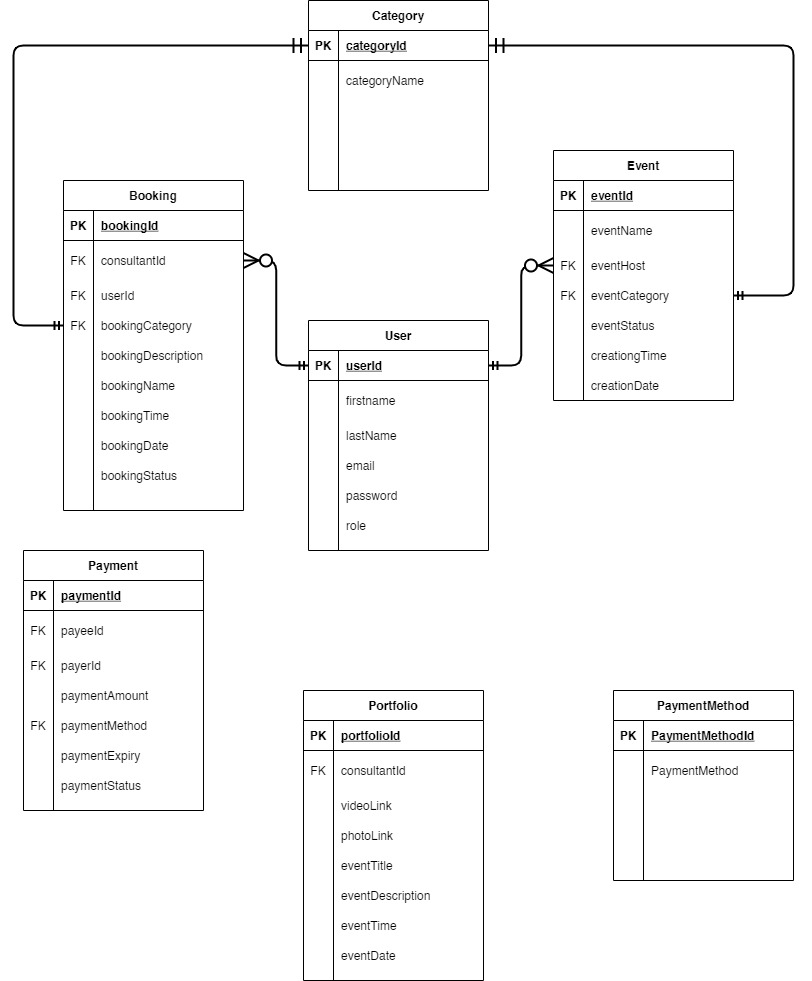 Category
PK categoryId
categoryName
Event
PK eventId
eventName
FK eventHost
FK eventCategory
eventStatus
creationgTime
creationDate
Booking
PK bookingId
FK consultantId
FK userId
FK bookingCategory
bookingDescription
bookingName
bookingTime
bookingDate
bookingStatus
User
PK userId
firstname
lastName
email
password
role
Payment
PK paymentId
FK payeeId
FK payerId
paymentAmount
FK paymentMethod
paymentExpiry
paymentStatus
Portfolio
PK portfolioId
FK consultantId
videoLink
photoLink
eventTitle
eventDescription
eventTime
eventDate
PaymentMethod
PK PaymentMethodId
PaymentMethod